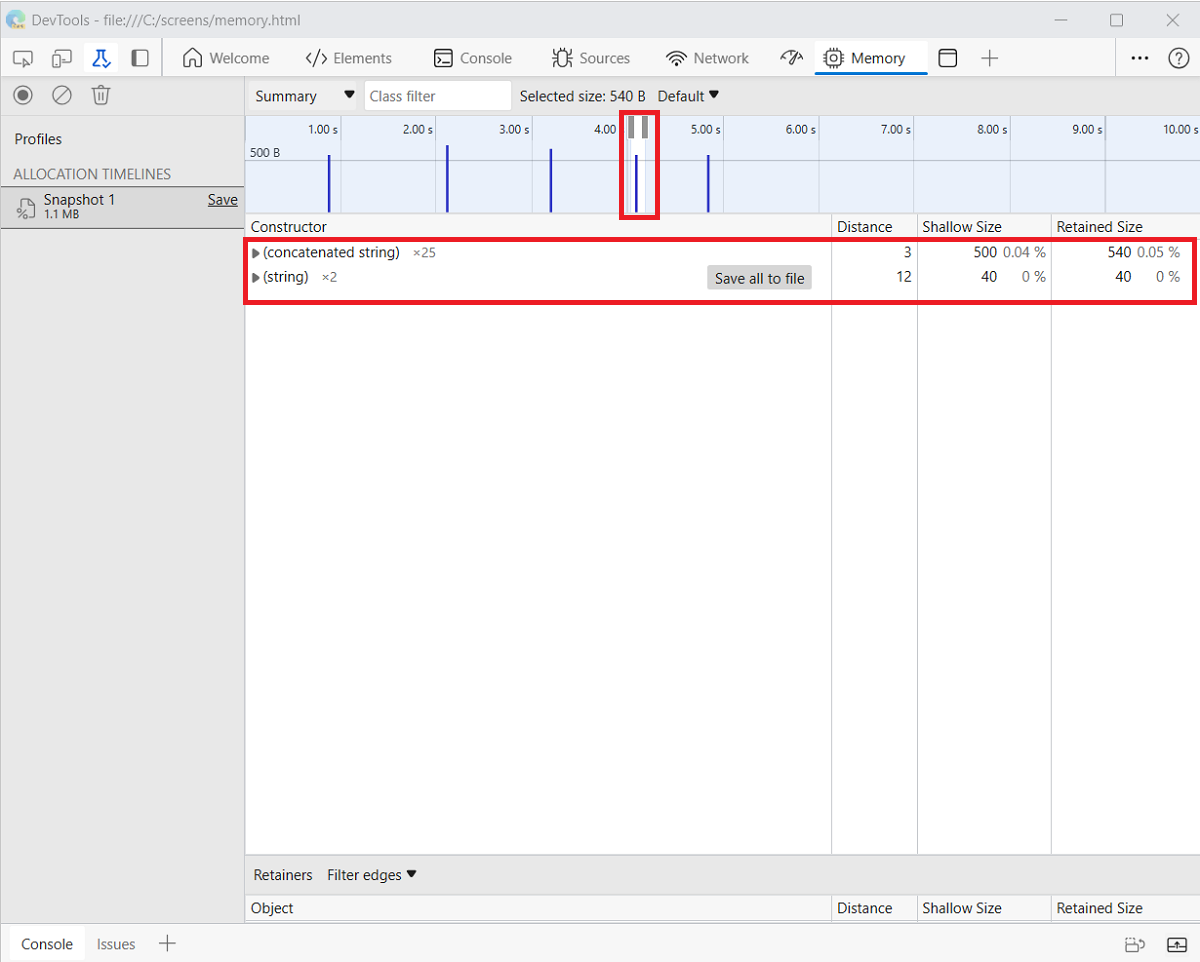 DevTools - file:///C:/screens/memory.html
Welcome Elements Console Sources Network Memory
Summary Class filter Selected size: 540 B Default
Profiles
ALLOCATION TIMELINES
Snapshot 1 Save
1.1 MB
1.00 s 2.00 s 3.00 s 4.00 5.00 s 6.00 s 7.00 s 8.00 s 9.00 s 10.00 s
500 B
Constructor Distance Shallow Size Retained Size
(concatenated string) ×25 3 500 0.04 % 540 0.05 %
(string) ×2 Save all to file 12 40 0 % 40 0 %
Retainers Filter edges
Object Distance Shallow Size Retained Size
Console Issues